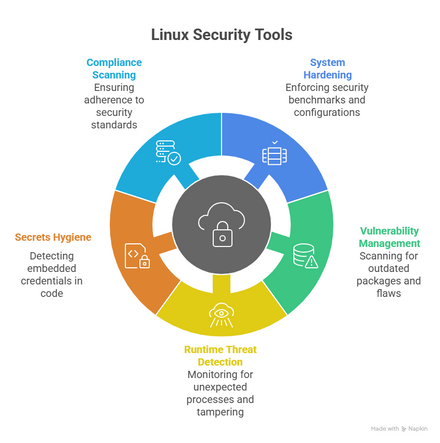 Linux Security Tools
Compliance
Scanning
Ensuring
adherence to
security
standards
System
Hardening
Enforcing security
benchmarks and
configurations
Vulnerability
Management
Scanning for
outdated
packages and
flaws
Runtime Threat
Detection
Monitoring for
unexpected
processes and
tampering
Secrets Hygiene
Detecting
embedded
credentials in
code
Made with Napkin